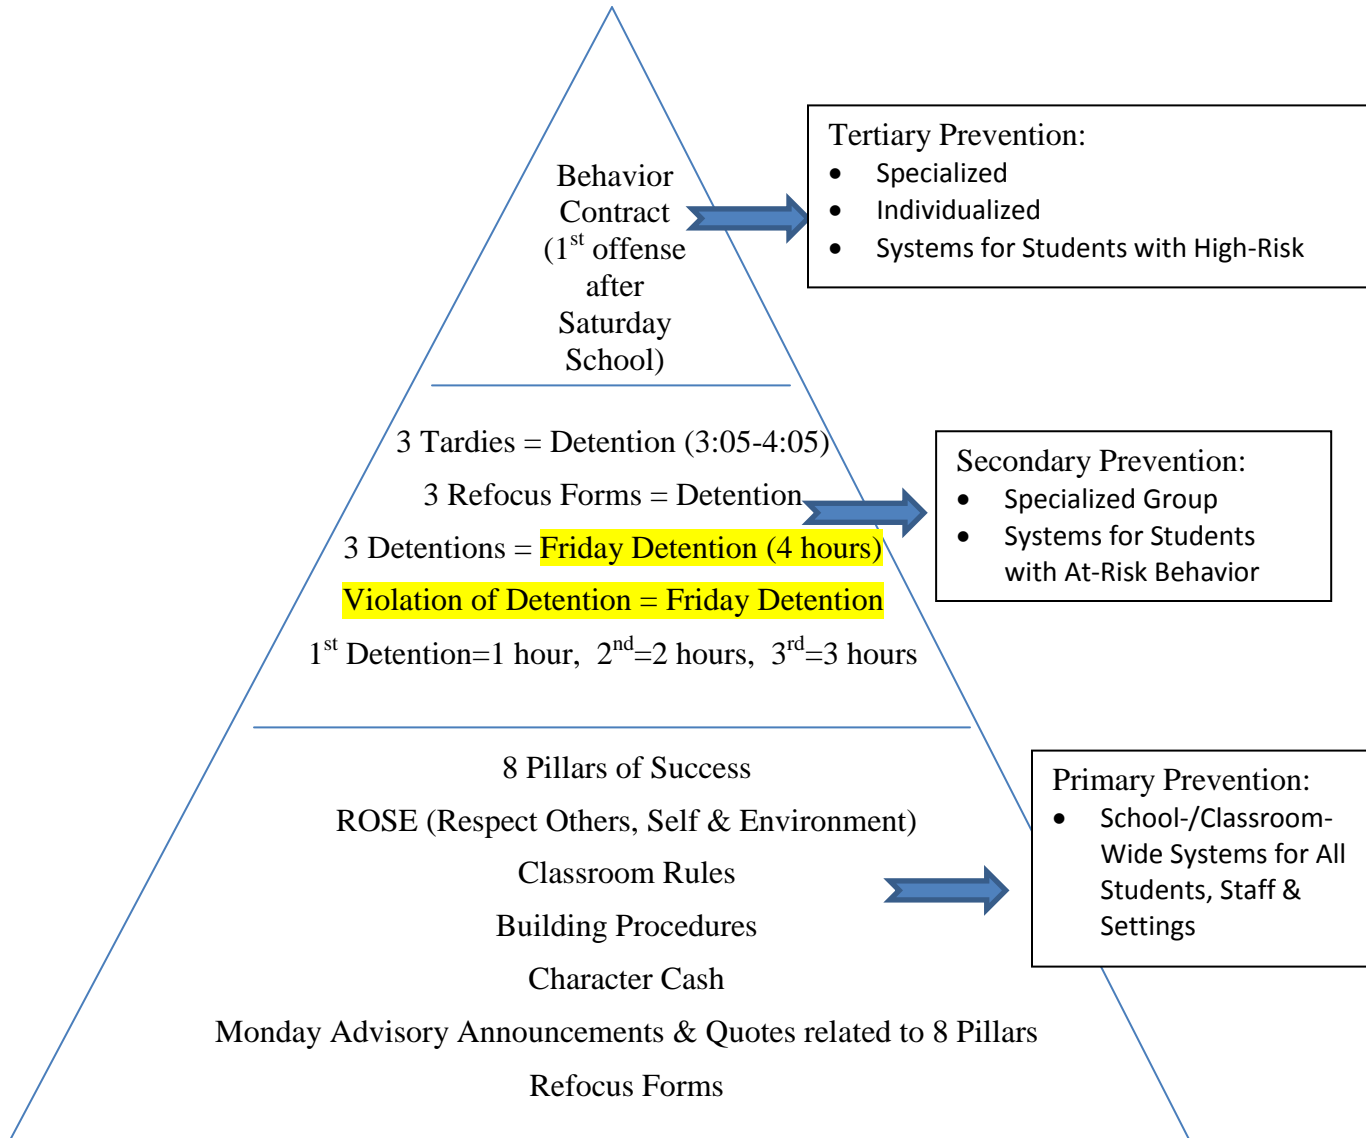 Behavior
Contract
(1st offense
after
Saturday
School)
Tertiary Prevention:
• Specialized
• Individualized
• Systems for Students with High-Risk
3 Tardies = Detention (3:05-4:05)
3 Refocus Forms = Detention
3 Detentions = Friday Detention (4 hours)
Violation of Detention = Friday Detention
1st Detention=1 hour, 2nd=2 hours, 3rd=3 hours
Secondary Prevention:
• Specialized Group
• Systems for Students
with At-Risk Behavior
8 Pillars of Success
ROSE (Respect Others, Self & Environment)
Classroom Rules
Building Procedures
Character Cash
Monday Advisory Announcements & Quotes related to 8 Pillars
Refocus Forms
Primary Prevention:
• School-/Classroom-
Wide Systems for All
Students, Staff &
Settings